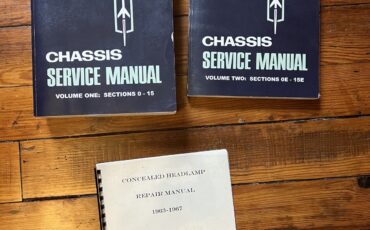 CHASSIS
SERVICE MANUAL
VOLUME ONE: SECTIONS 0 - 15
CHASSIS
SERVICE MANUAL
VOLUME TWO: SECTIONS 0E - 15E
CONCEALED HEADLAMP
REPAIR MANUAL
1963-1967